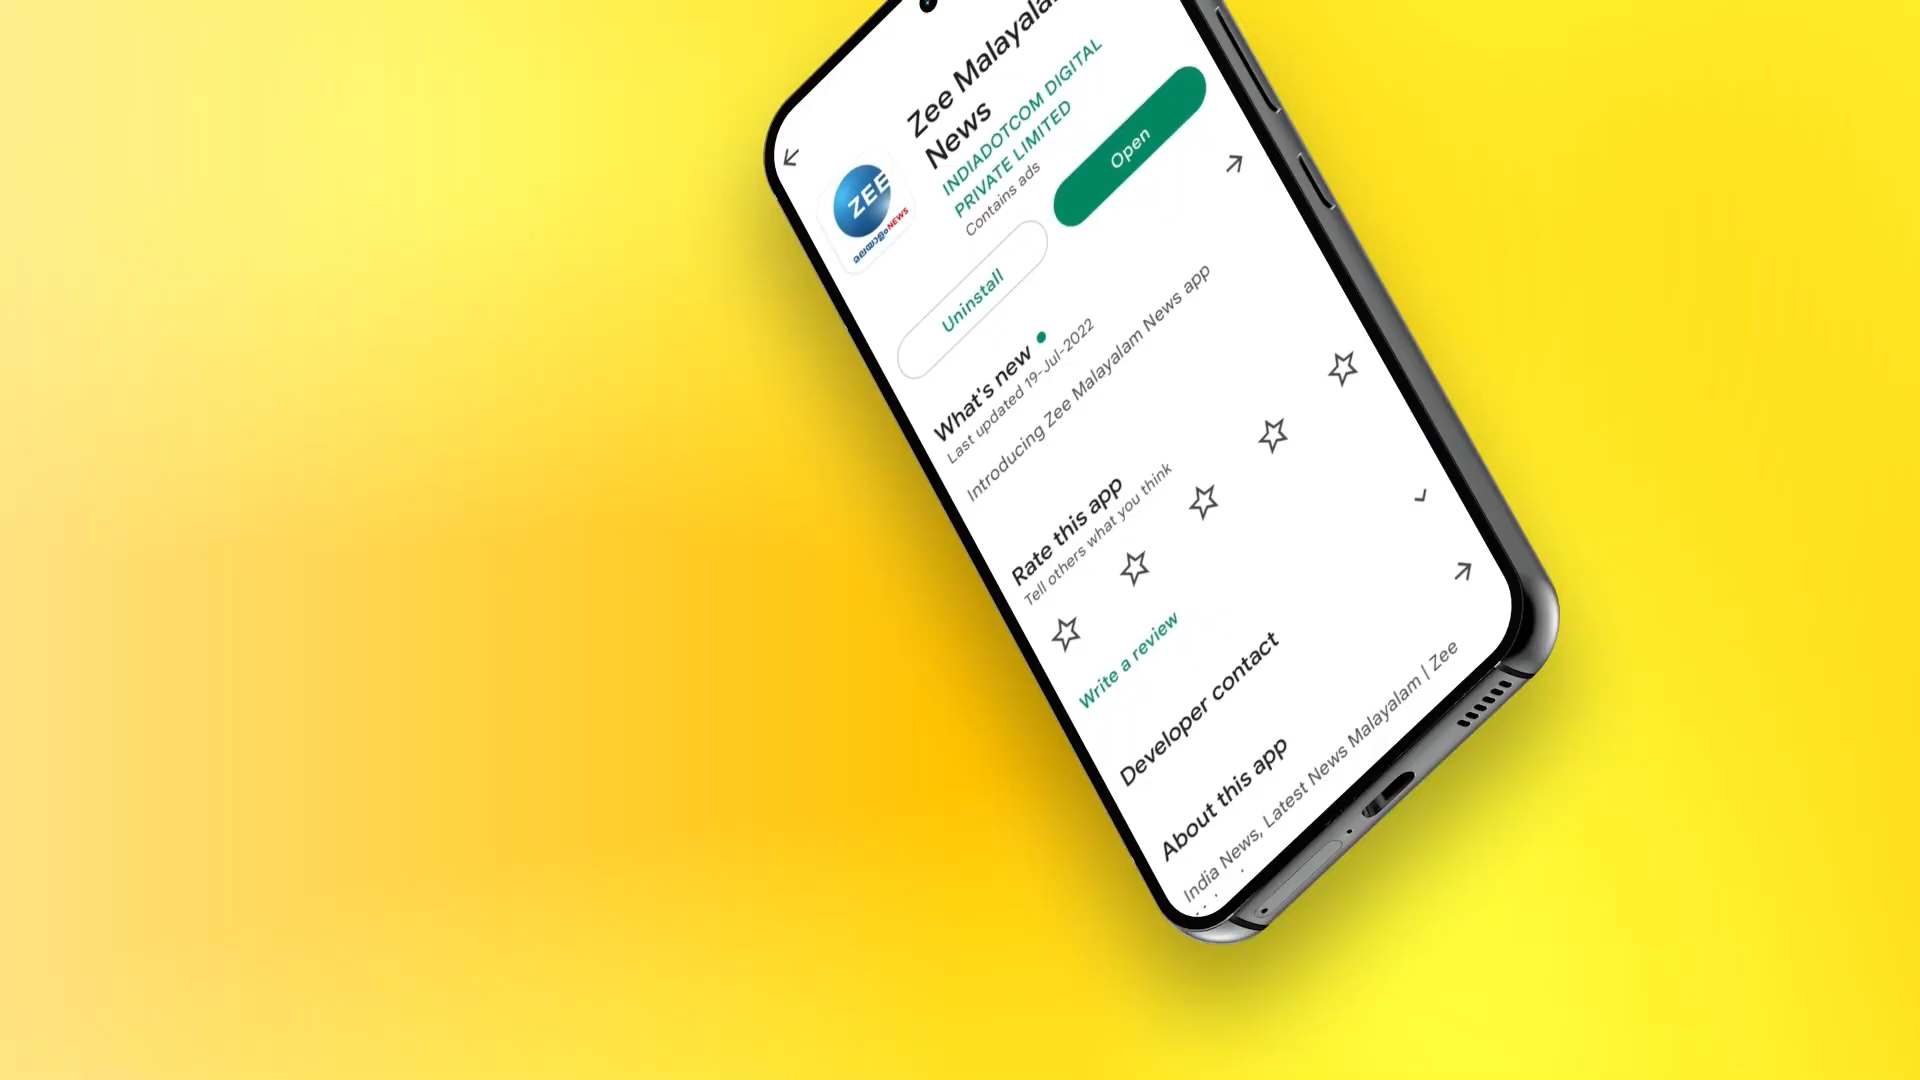 Zee Malayala
News
INDIADOTCOM DIGITAL
PRIVATE LIMITED
Contains ads
ZEE
മലയാളം NEWS
Uninstall
Open
What's new
Last updated 19-Jul-2022
Introducing Zee Malayalam News app
Rate this app
Tell others what you think
Write a review
Developer contact
About this app
India News, Latest News Malayalam | Zee